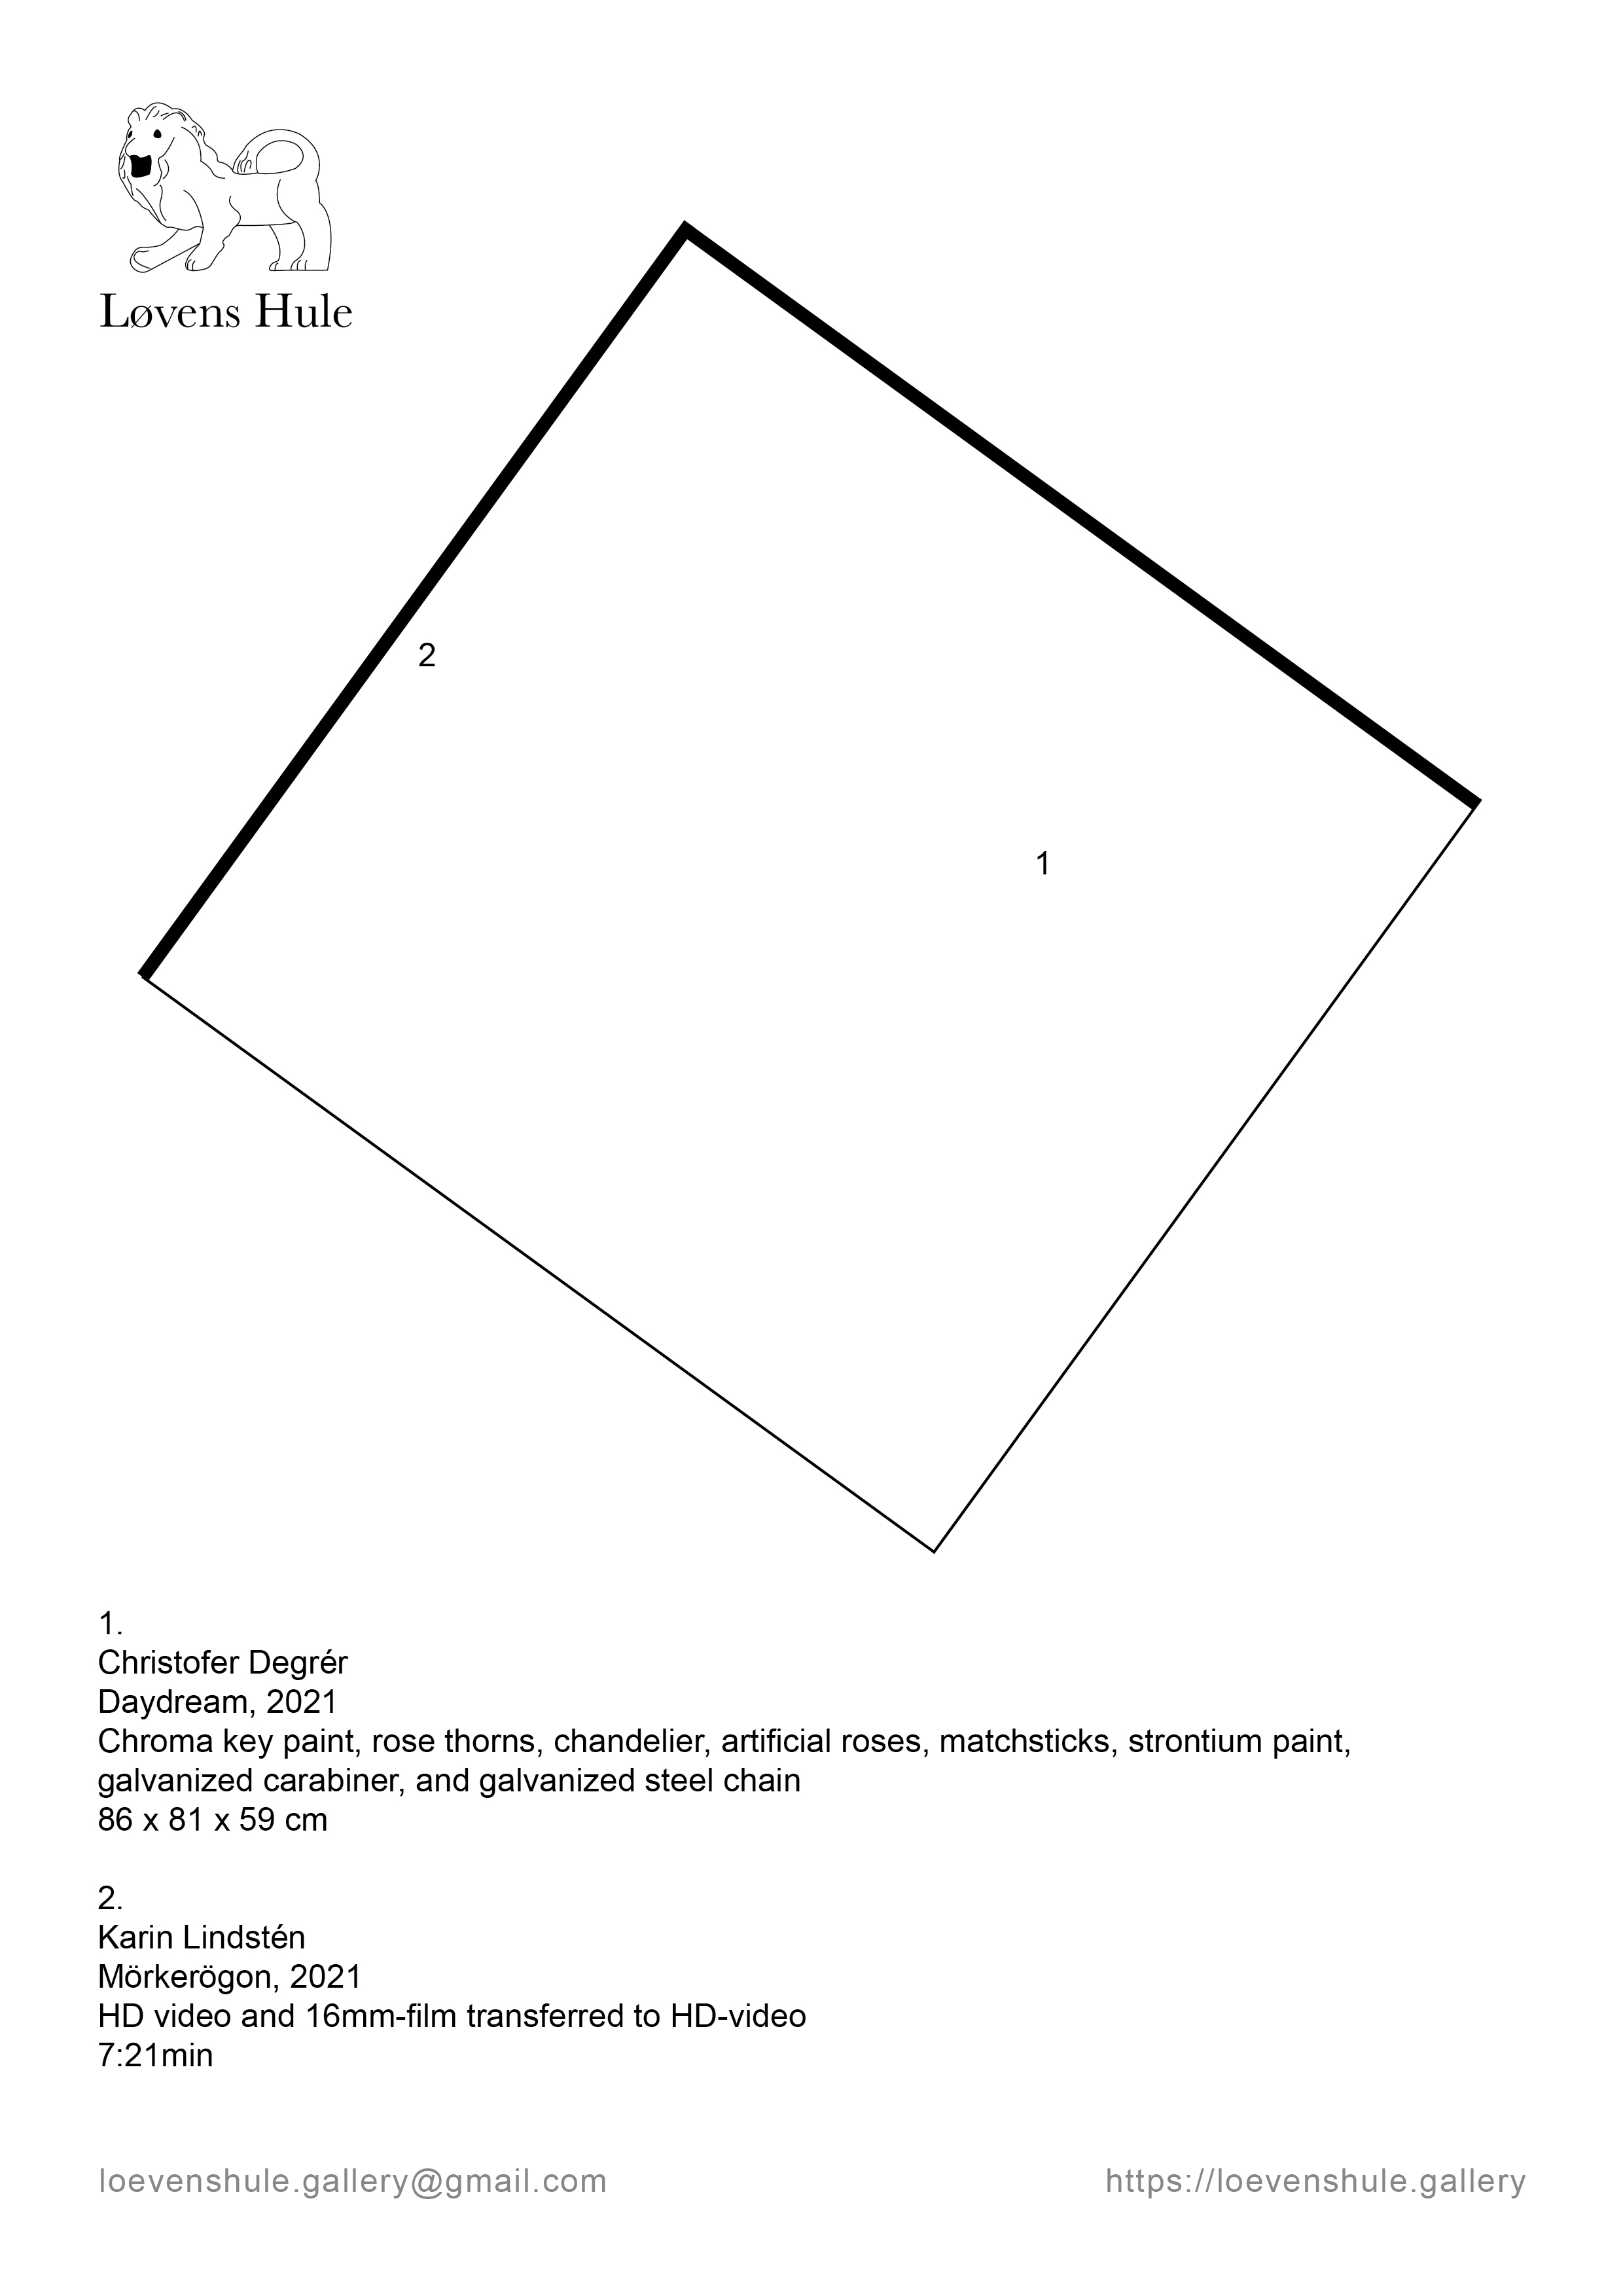 Løvens Hule
2
1
1.
Christofer Degrér
Daydream, 2021
Chroma key paint, rose thorns, chandelier, artificial roses, matchsticks, strontium paint,
galvanized carabiner, and galvanized steel chain
86 x 81 x 59 cm
2.
Karin Lindstén
Mörkerögon, 2021
HD video and 16mm-film transferred to HD-video
7:21min
loevenshule.gallery@gmail.com
https://loevenshule.gallery